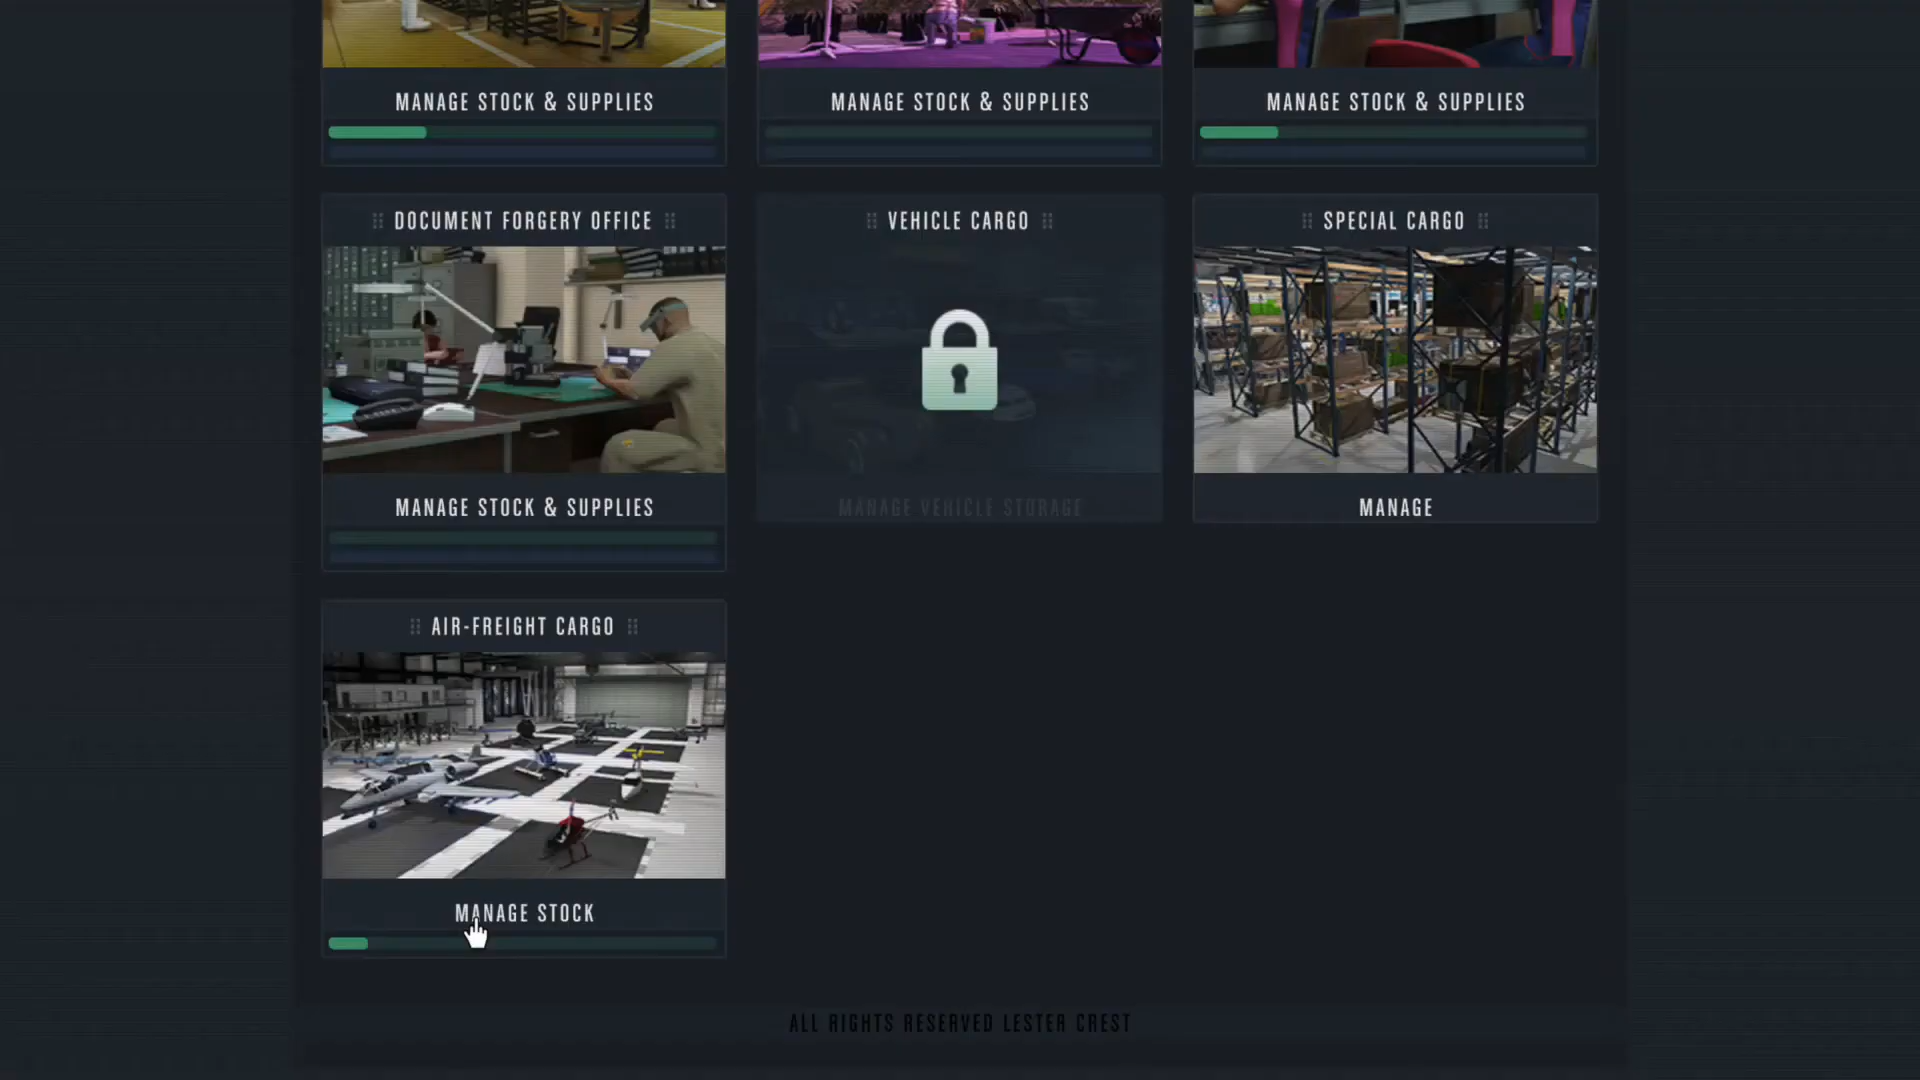 MANAGE STOCK & SUPPLIES
MANAGE STOCK & SUPPLIES
MANAGE STOCK & SUPPLIES
DOCUMENT FORGERY OFFICE
VEHICLE CARGO
SPECIAL CARGO
MANAGE STOCK & SUPPLIES
MANAGE VEHICLE STORAGE
MANAGE
AIR-FREIGHT CARGO
MANAGE STOCK
ALL RIGHTS RESERVED LESTER CREST